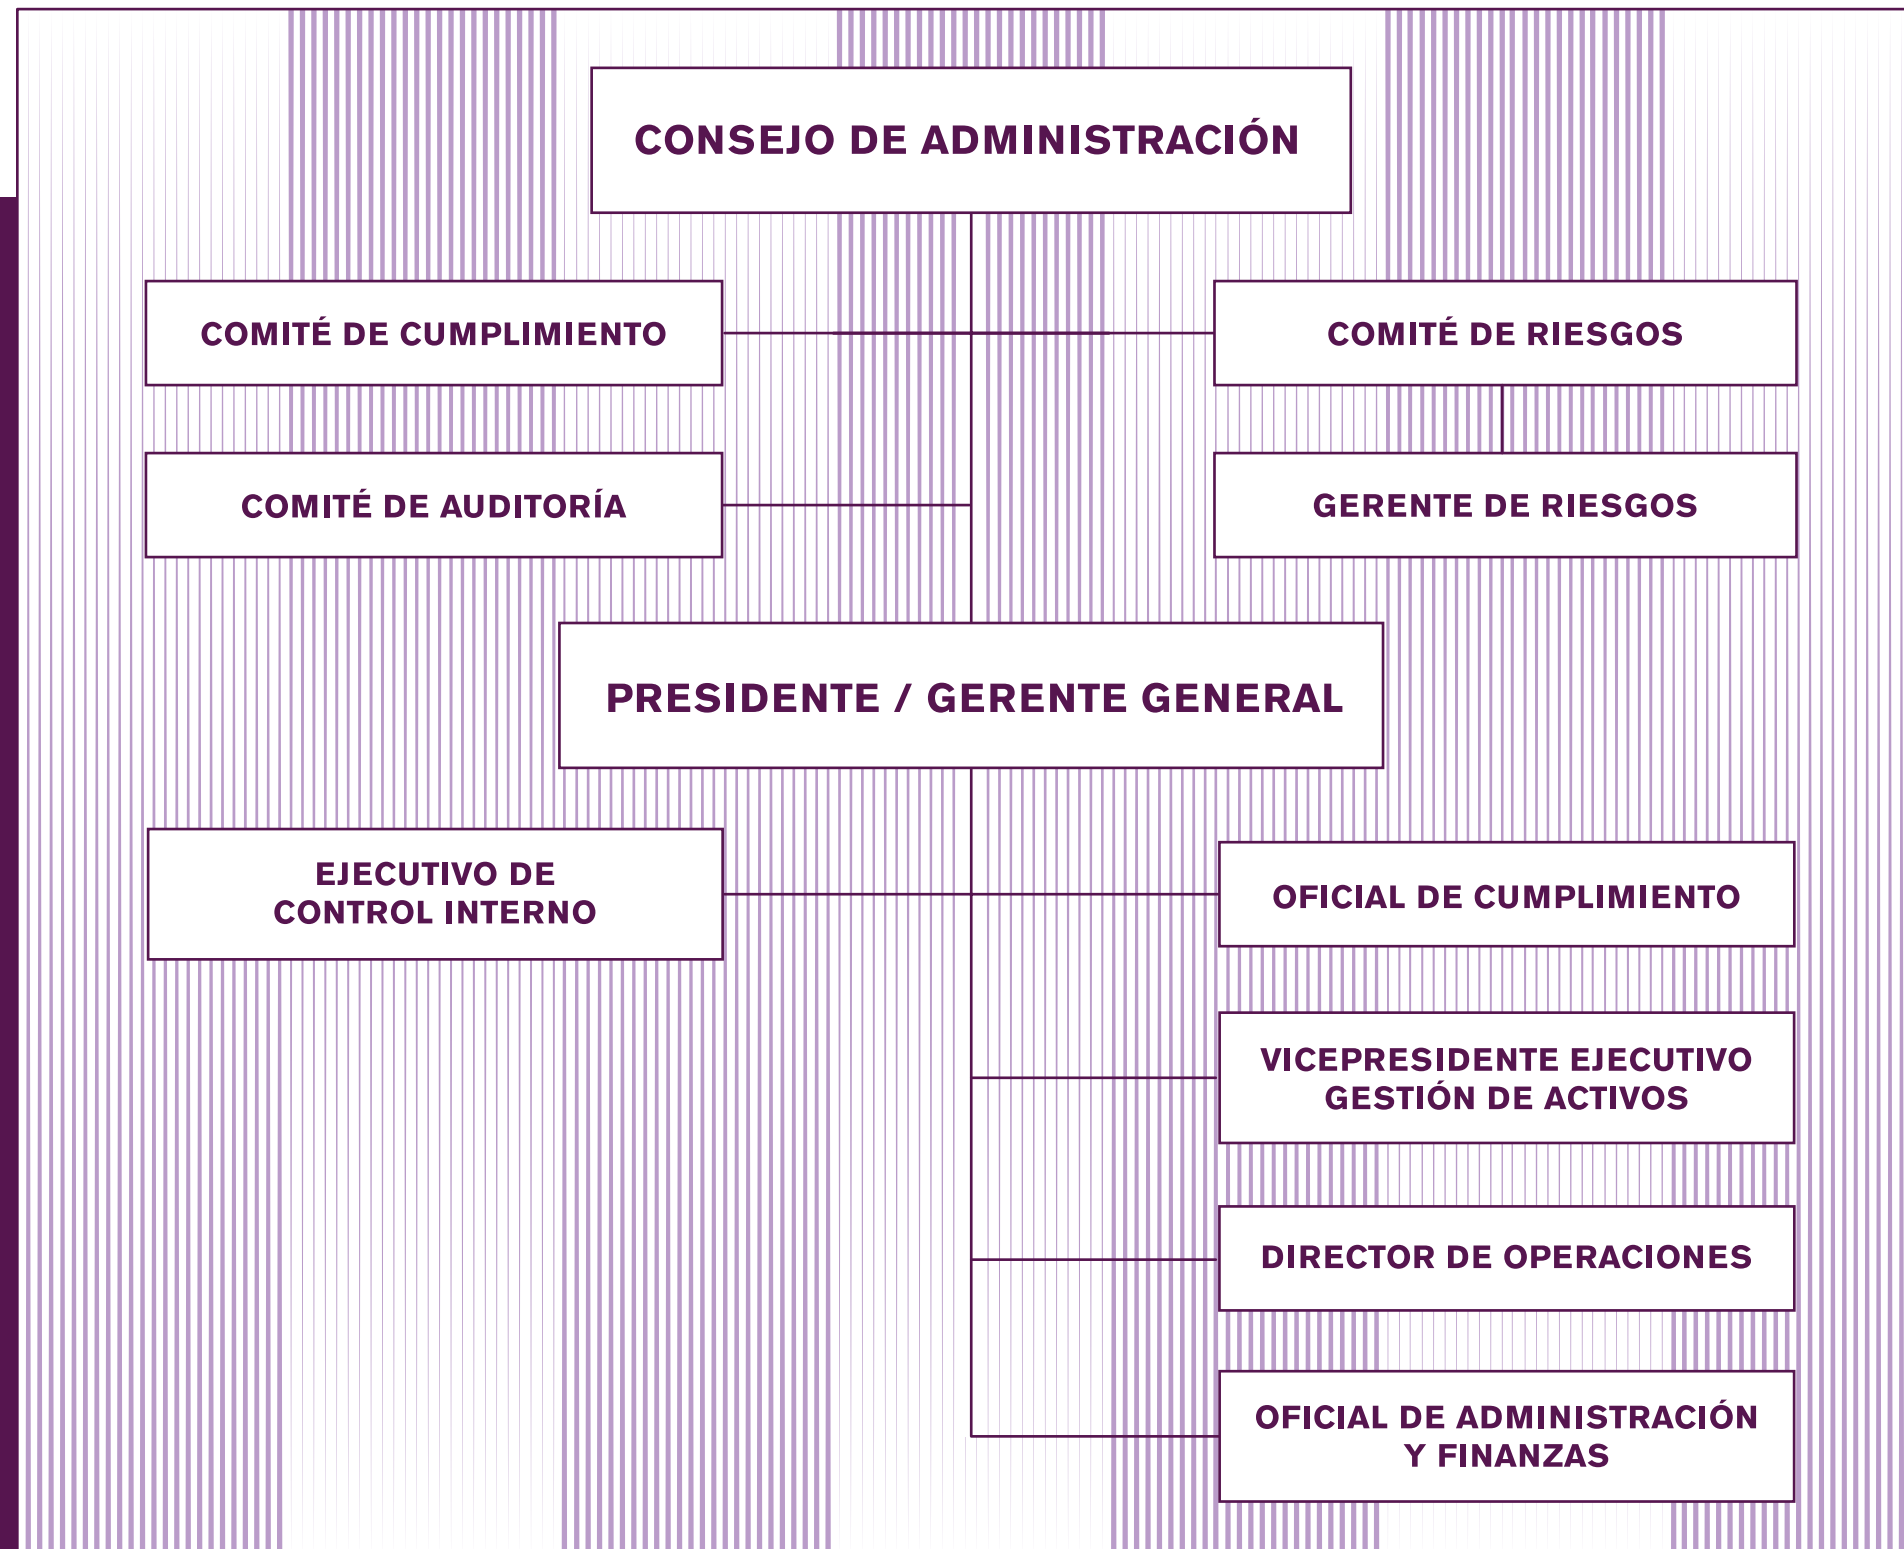 CONSEJO DE ADMINISTRACIÓN
COMITÉ DE CUMPLIMIENTO
COMITÉ DE RIESGOS
COMITÉ DE AUDITORÍA
GERENTE DE RIESGOS
PRESIDENTE / GERENTE GENERAL
EJECUTIVO DE
CONTROL INTERNO
OFICIAL DE CUMPLIMIENTO
VICEPRESIDENTE EJECUTIVO
GESTIÓN DE ACTIVOS
DIRECTOR DE OPERACIONES
OFICIAL DE ADMINISTRACIÓN
Y FINANZAS